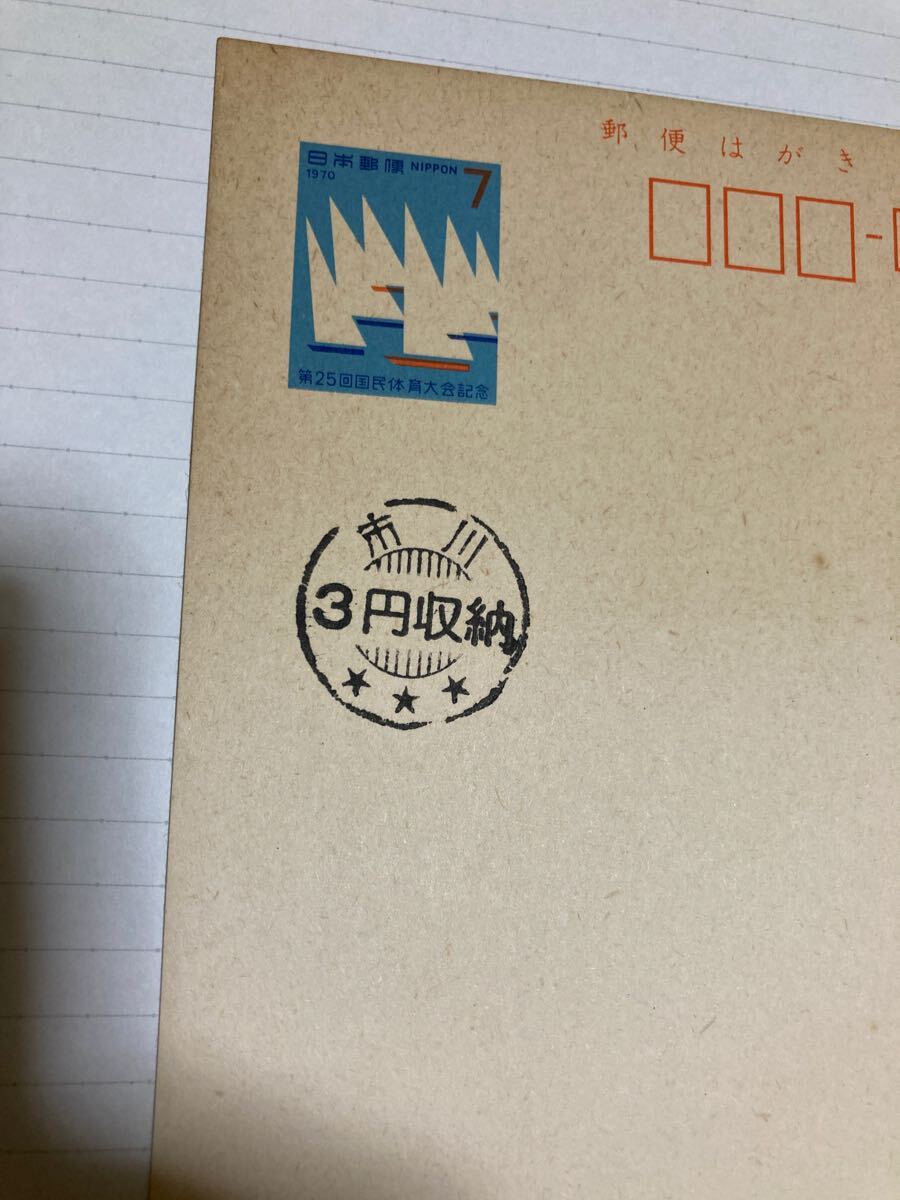 郵便はがき
日本郵便 NIPPON 7
1970
第25回国民体育大会記念
市川
3円収納